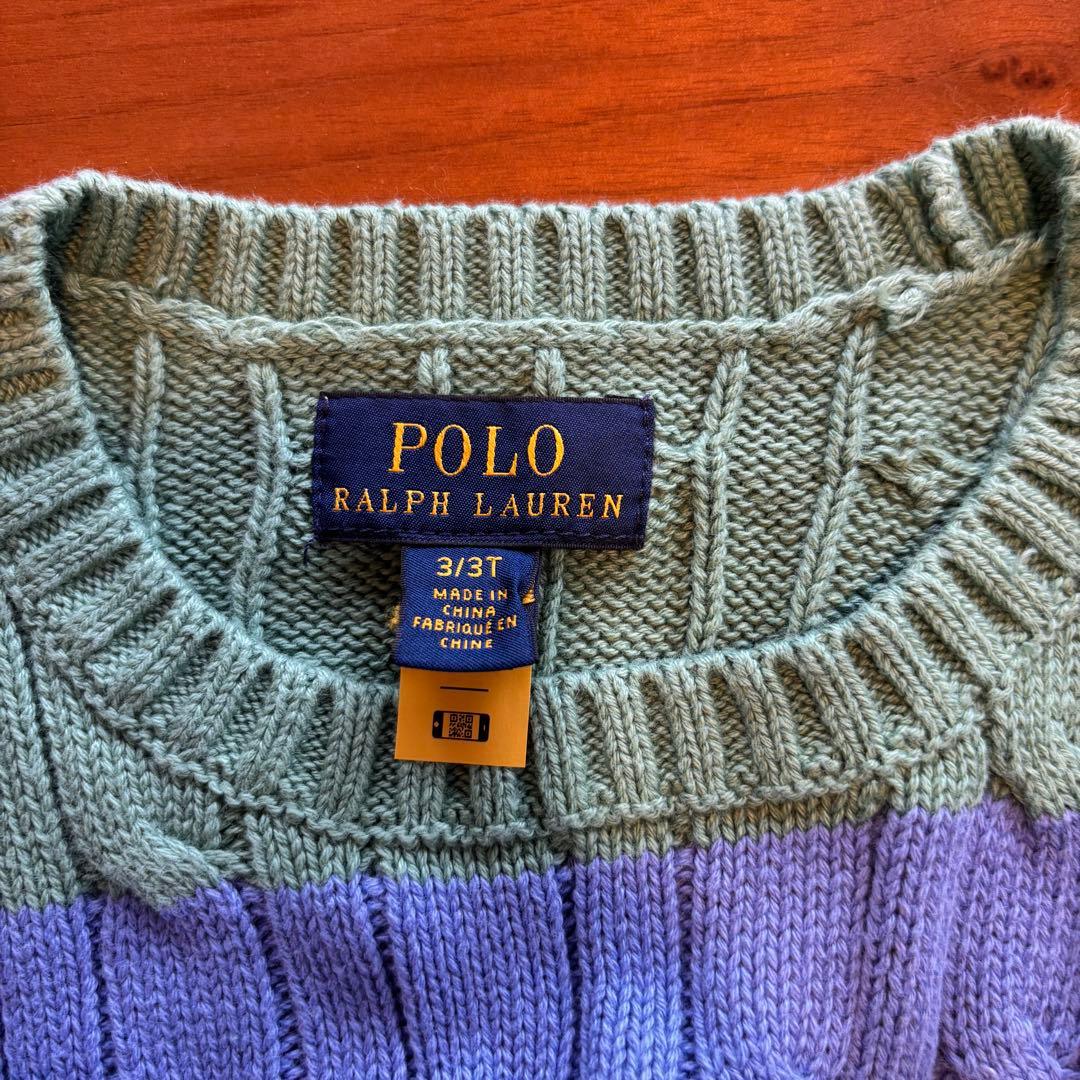 POLO
RALPH LAUREN
3/3T
MADE IN
CHINA
FABRIQUÉ EN
CHINE